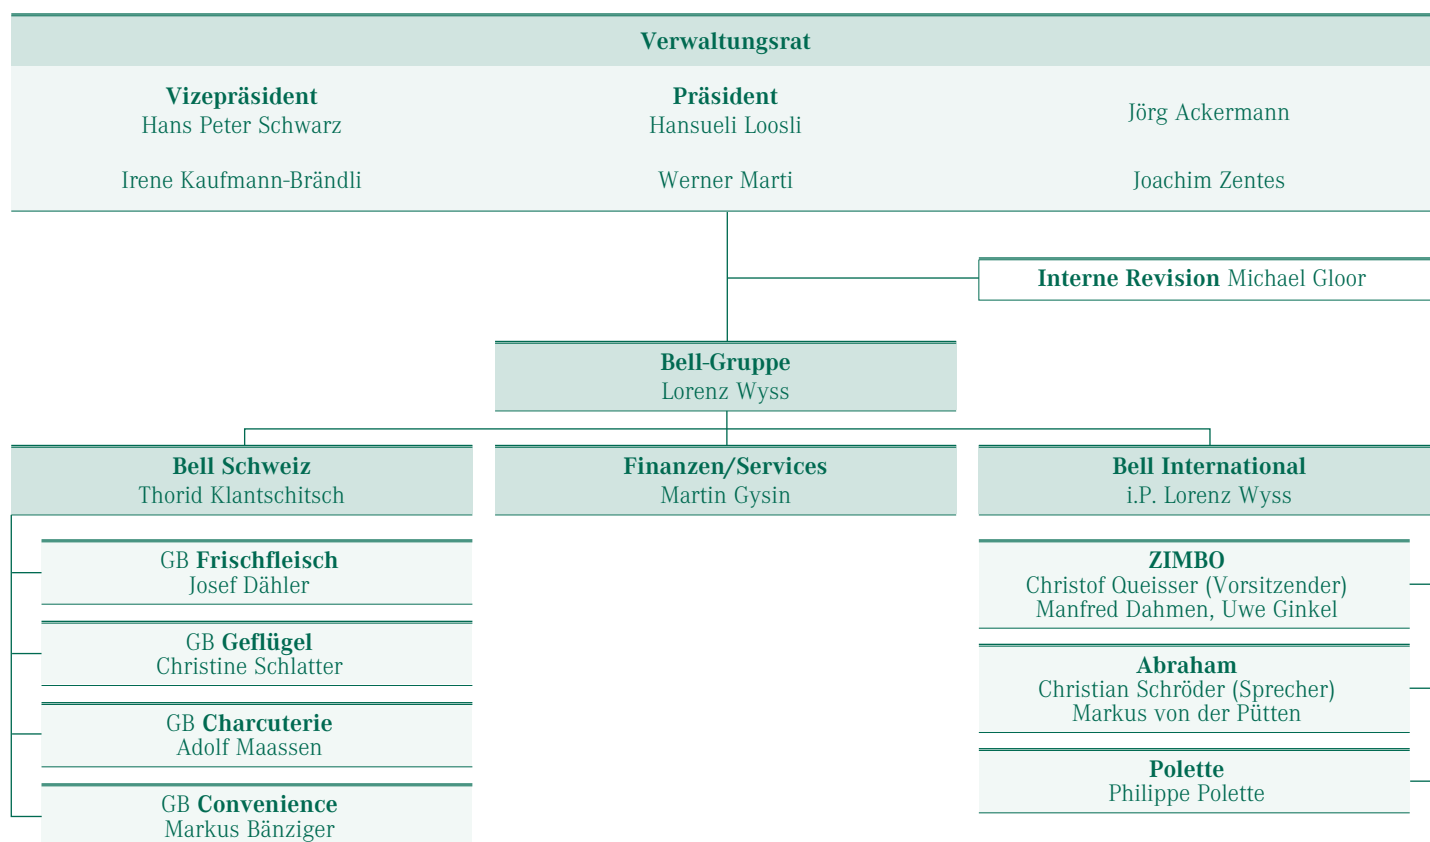 Verwaltungsrat
Vizepräsident
Hans Peter Schwarz
Präsident
Hansueli Loosli
Jörg Ackermann
Irene Kaufmann-Brändli
Werner Marti
Joachim Zentes
Interne Revision Michael Gloor
Bell-Gruppe
Lorenz Wyss
Bell Schweiz
Thorid Klantschitsch
Finanzen/Services
Martin Gysin
Bell International
i.P. Lorenz Wyss
GB Frischfleisch
Josef Dähler
GB Geflügel
Christine Schlatter
GB Charcuterie
Adolf Maassen
GB Convenience
Markus Bänziger
ZIMBO
Christof Queisser (Vorsitzender)
Manfred Dahmen, Uwe Ginkel
Abraham
Christian Schröder (Sprecher)
Markus von der Pütten
Polette
Philippe Polette